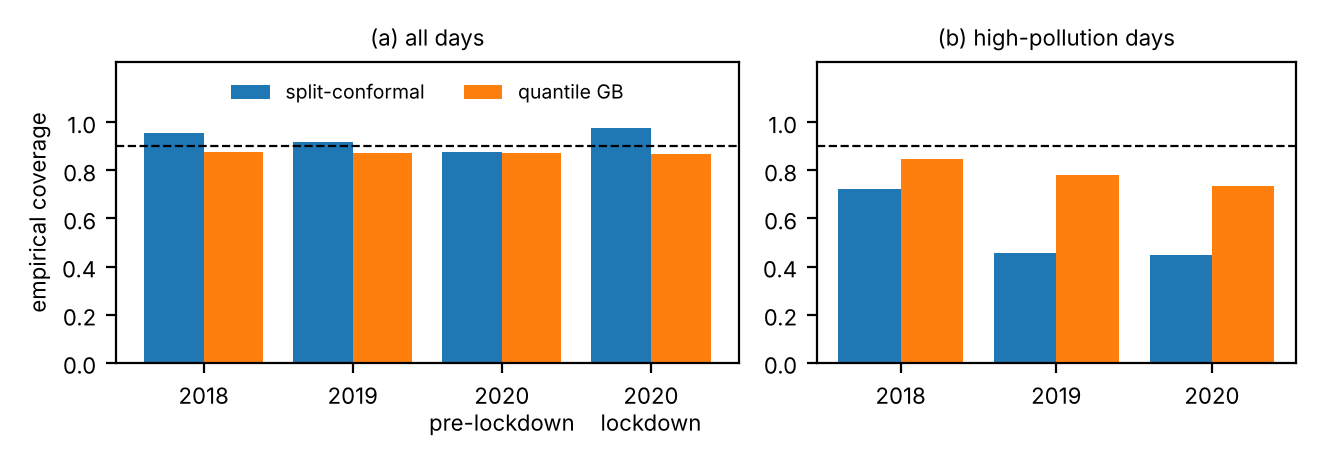 (a) all days
split-conformal
quantile GB
empirical coverage
1.0
0.8
0.6
0.4
0.2
0.0
2018
2019
2020
pre-lockdown
2020
lockdown
(b) high-pollution days
1.0
0.8
0.6
0.4
0.2
0.0
2018
2019
2020